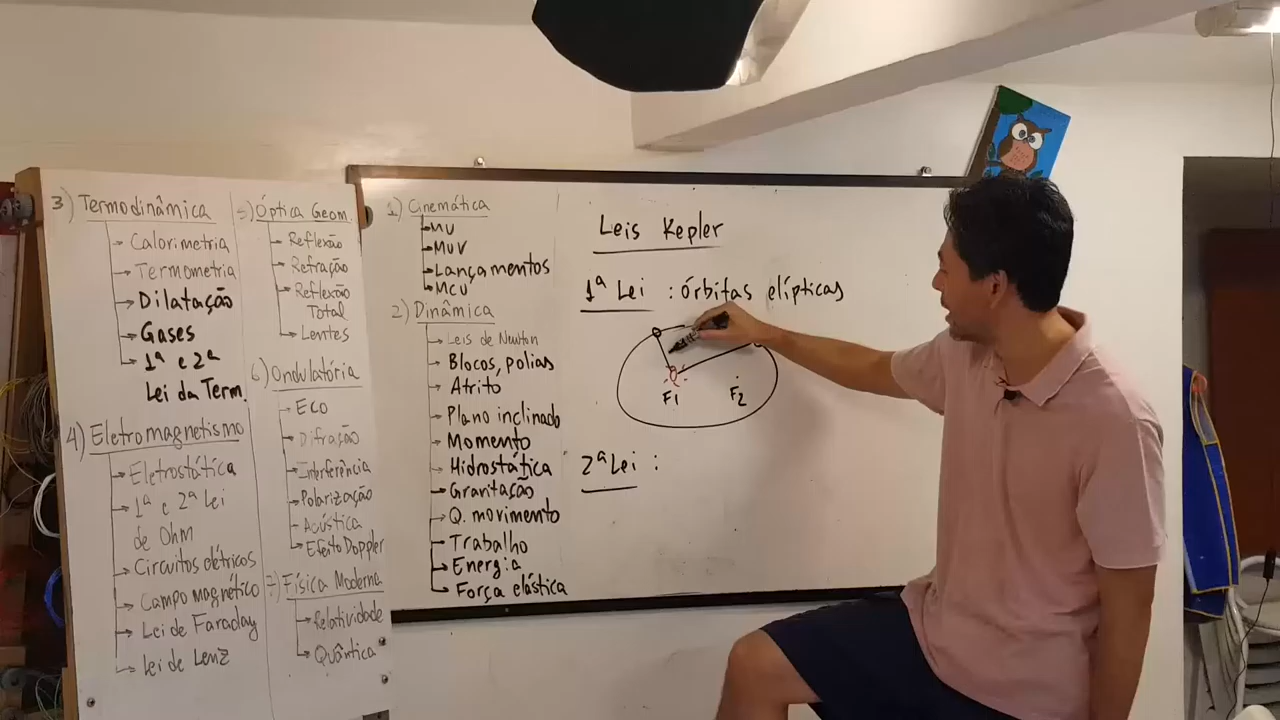 3) Termodinâmica
Calorimetria
Termometria
Dilatação
Gases
1ª e 2ª
Lei da Term.
4) Eletromagnetismo
Eletrostática
1ª e 2ª Lei
de Ohm
Circuitos elétricos
Campo magnético
Lei de Faraday
Lei de Lenz
5) Óptica Geom.
Reflexão
Refração
Reflexão
Total
Lentes
6) Ondulatória
Eco
Difração
Interferência
Polarização
Acústica
Efeito Doppler
7) Física Moderna
Relatividade
Quântica
1) Cinemática
MU
MUV
Lançamentos
MCU
2) Dinâmica
Leis de Newton
Blocos, polias
Atrito
Plano inclinado
Momento
Hidrostática
Gravitação
Q. movimento
Trabalho
Energia
Força elástica
Leis Kepler
1ª Lei : órbitas elípticas
F1
F2
2ª Lei :